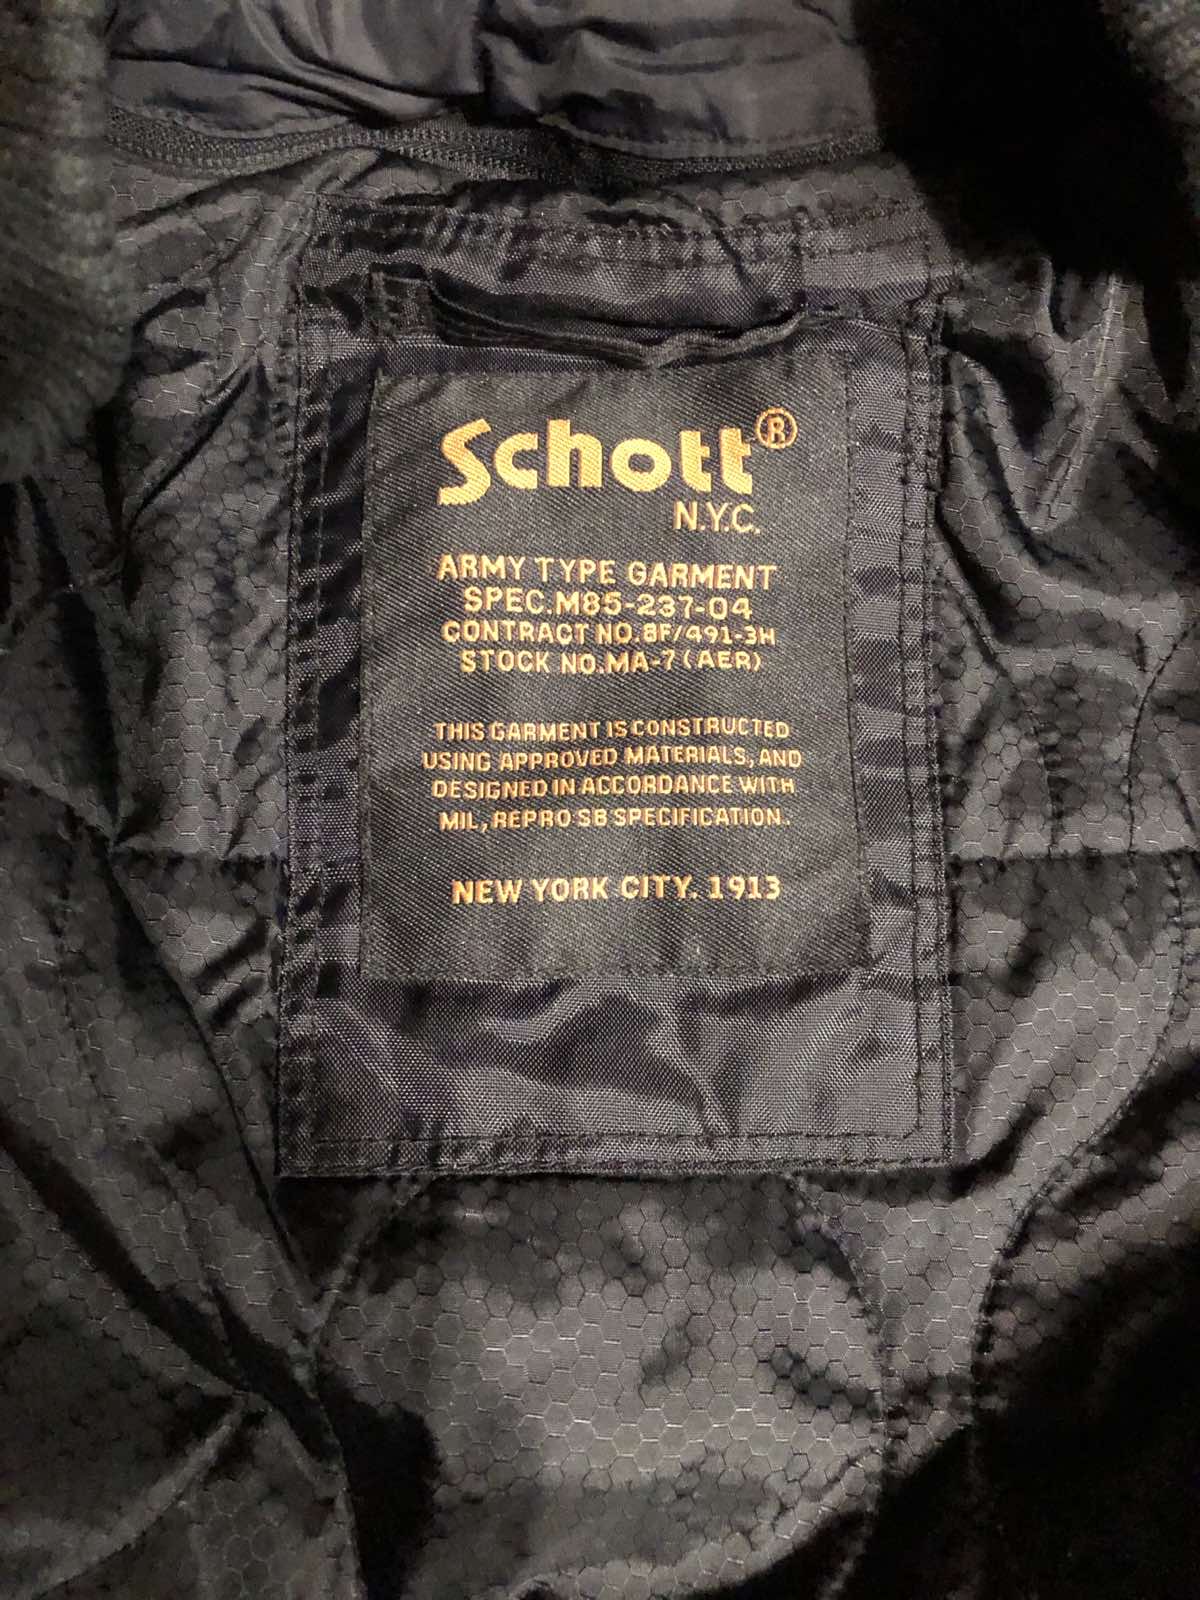 Schott®
N.Y.C.
ARMY TYPE GARMENT
SPEC.M85-237-04
CONTRACT NO.8F/491-3H
STOCK NO.MA-7(AER)
THIS GARMENT IS CONSTRUCTED
USING APPROVED MATERIALS, AND
DESIGNED IN ACCORDANCE WITH
MIL, REPRO SB SPECIFICATION.
NEW YORK CITY. 1913